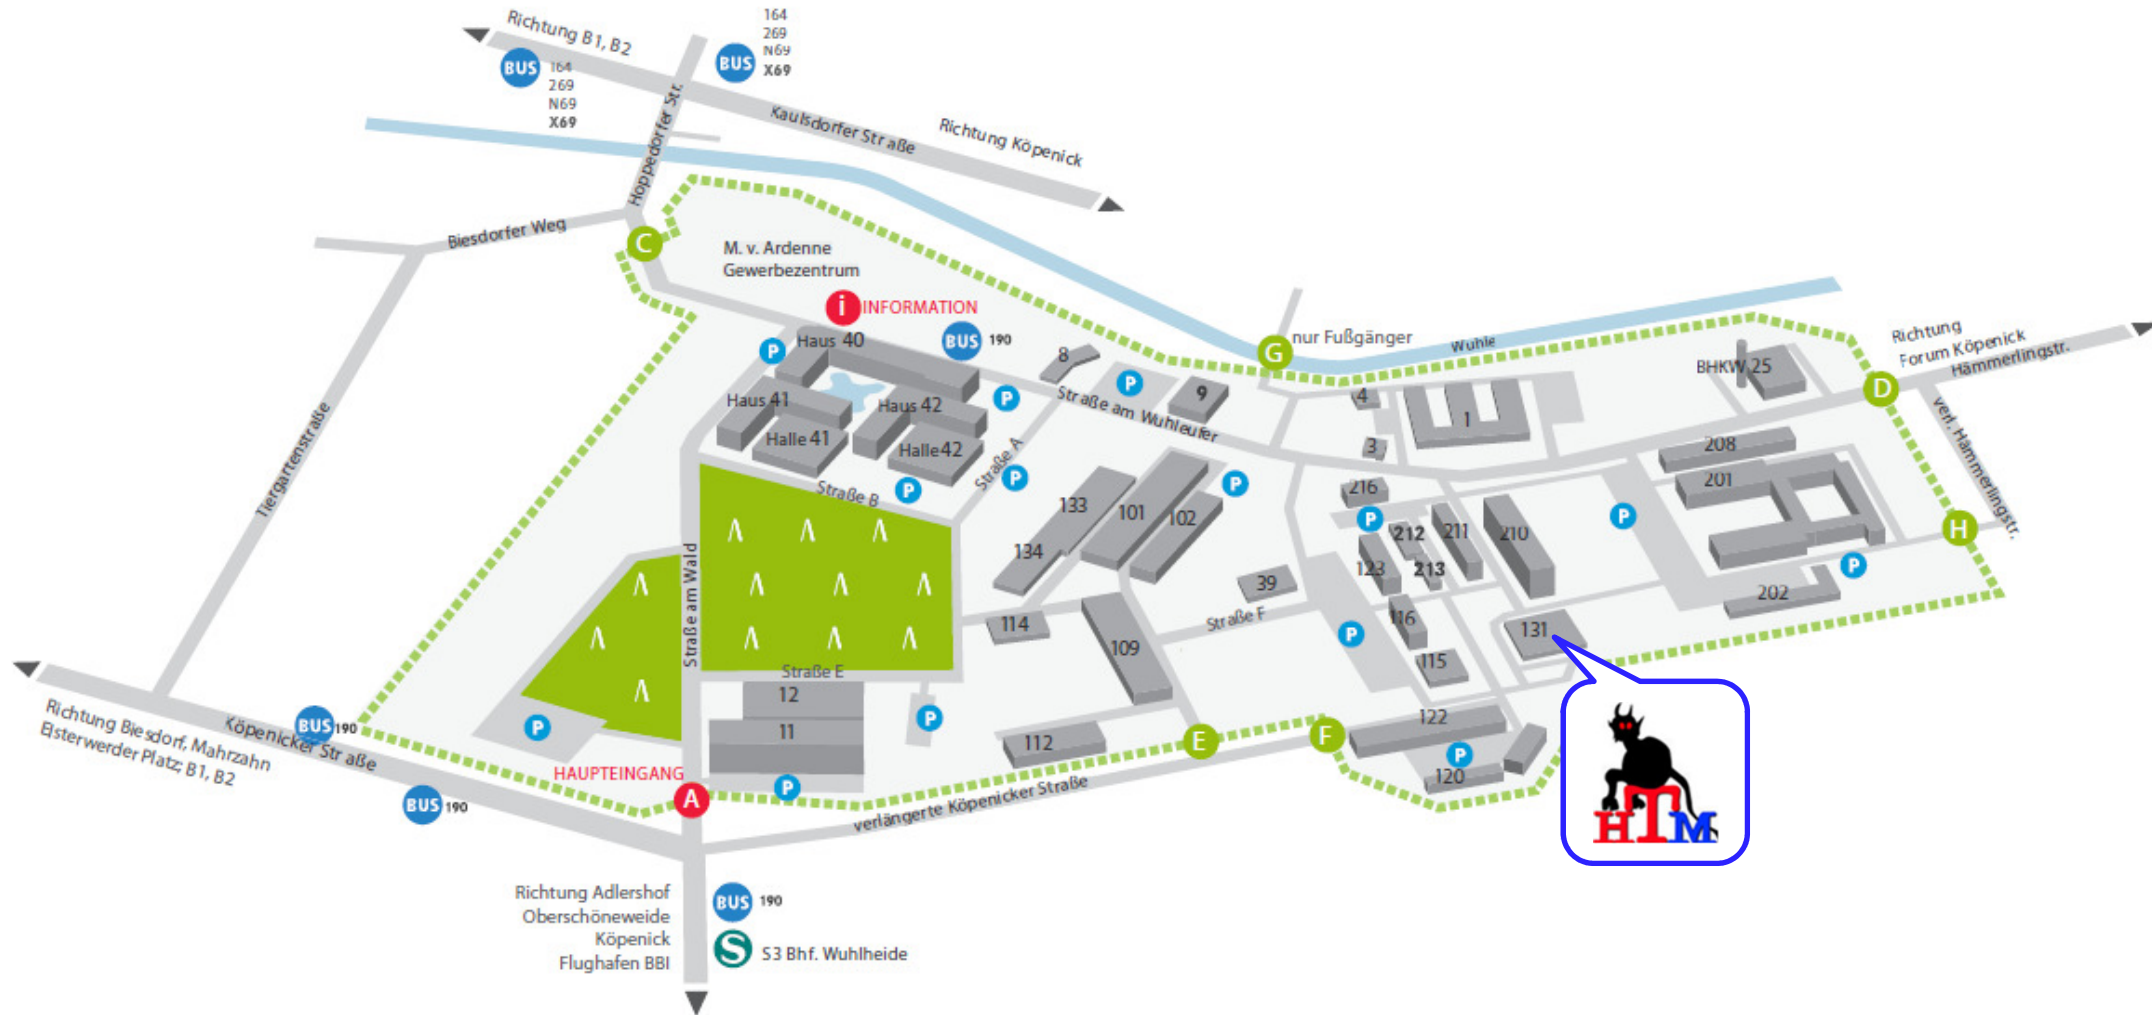 Richtung B1, B2
BUS
164
269
N69
X69
BUS
164
269
N69
X69
Hoppedorfer Str.
Kaulsdorfer Str aße
Richtung Köpenick
Biesdorfer Weg
C
M. v. Ardenne
Gewerbezentrum
i INFORMATION
BUS 190
P
Haus 40
Haus 41
Haus 42
Halle 41
Halle 42
P
P
8
P
9
Straße am Wuhleufer
G
nur Fußgänger
Wuhle
4
3
1
BHKW 25
Richtung
Forum Köpenick
Hämmerlingstr.
D
verl. Hämmerlingstr.
H
Tiergartenstraße
Straße B
Straße A
P
133
134
101
102
P
216
P
212
211
213
210
123
P
208
201
202
P
39
Straße F
116
115
P
131
114
109
Straße am Wald
Straße E
12
11
P
P
P
112
E
F
122
P
120
HTM
BUS 190
Köpenicker Str aße
Richtung Biesdorf, Mahrzahn
Elsterwerder Platz; B1, B2
BUS 190
HAUPTEINGANG
A
verlängerte Köpenicker Straße
Richtung Adlershof
Oberschöneweide
Köpenick
Flughafen BBI
BUS 190
S S3 Bhf. Wuhlheide